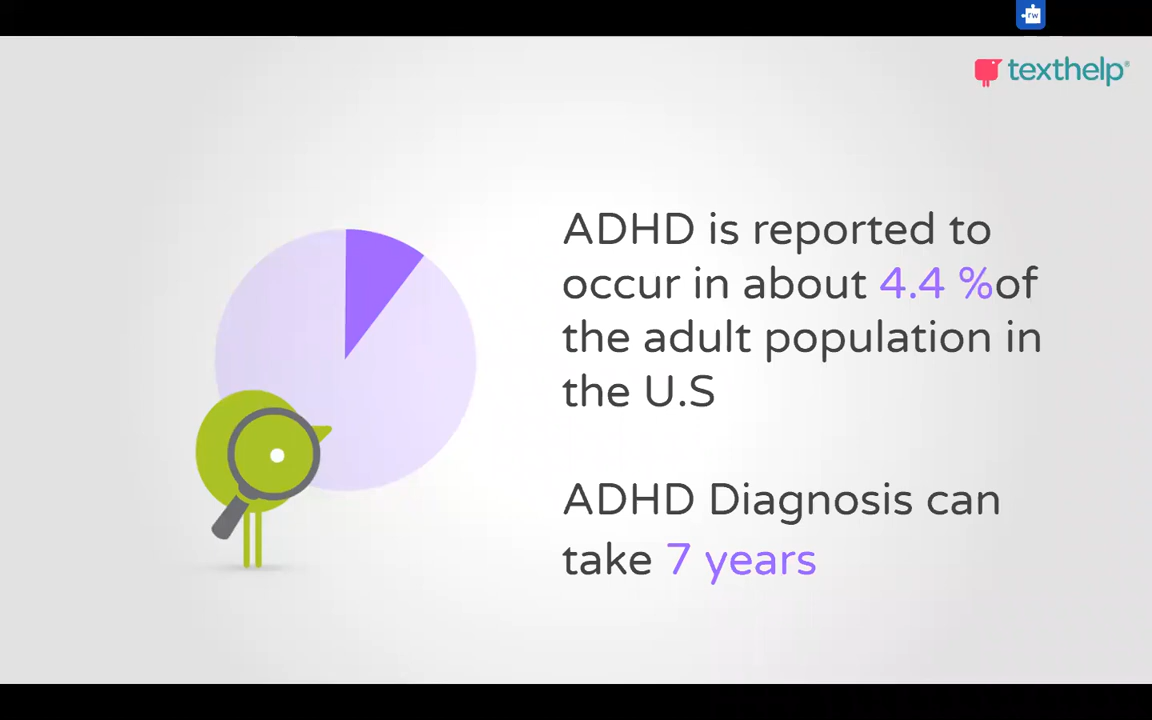 rw
texthelp®
ADHD is reported to
occur in about 4.4 %of
the adult population in
the U.S
ADHD Diagnosis can
take 7 years